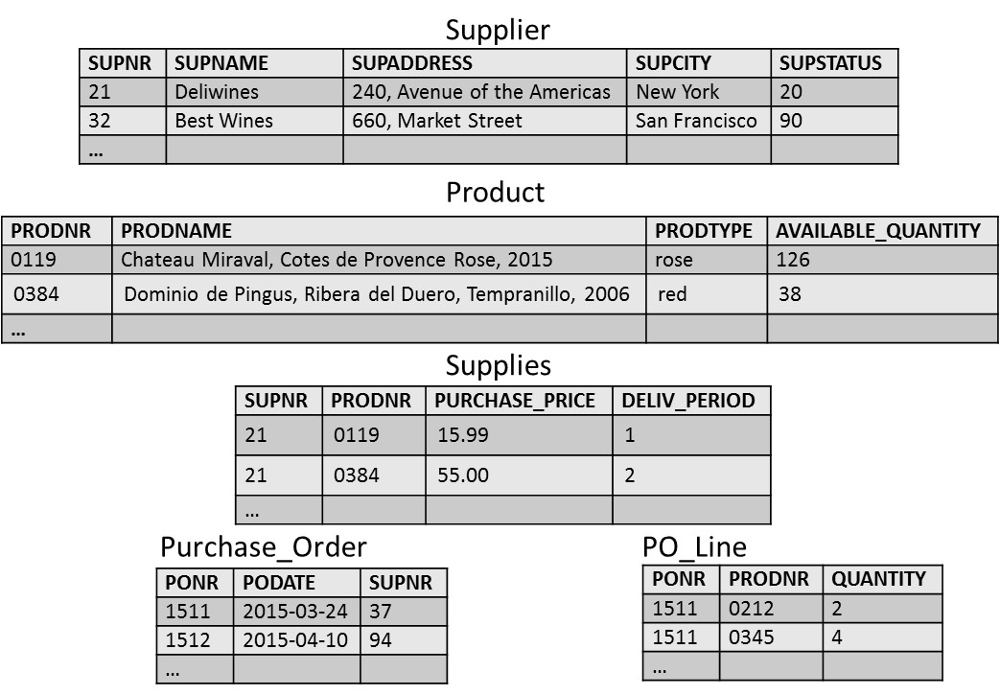 Supplier
SUPNR SUPNAME SUPADDRESS SUPCITY SUPSTATUS
21 Deliwines 240, Avenue of the Americas New York 20
32 Best Wines 660, Market Street San Francisco 90
...
Product
PRODNR PRODNAME PRODTYPE AVAILABLE_QUANTITY
0119 Chateau Miraval, Cotes de Provence Rose, 2015 rose 126
0384 Dominio de Pingus, Ribera del Duero, Tempranillo, 2006 red 38
...
Supplies
SUPNR PRODNR PURCHASE_PRICE DELIV_PERIOD
21 0119 15.99 1
21 0384 55.00 2
...
Purchase_Order
PONR PODATE SUPNR
1511 2015-03-24 37
1512 2015-04-10 94
...
PO_Line
PONR PRODNR QUANTITY
1511 0212 2
1511 0345 4
...